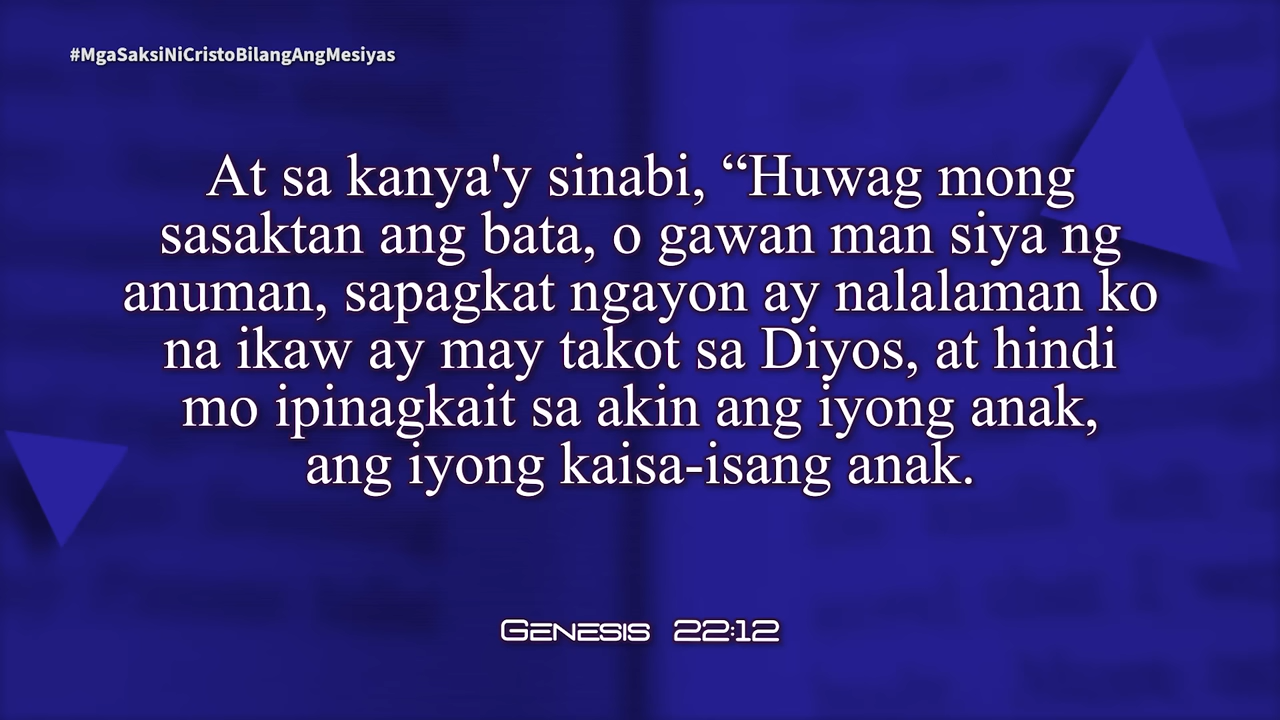 #MgaSaksiNiCristoBilangAngMesiyas
At sa kanya'y sinabi, “Huwag mong
sasaktan ang bata, o gawan man siya ng
anuman, sapagkat ngayon ay nalalaman ko
na ikaw ay may takot sa Diyos, at hindi
mo ipinagkait sa akin ang iyong anak,
ang iyong kaisa-isang anak.
Genesis 22:12